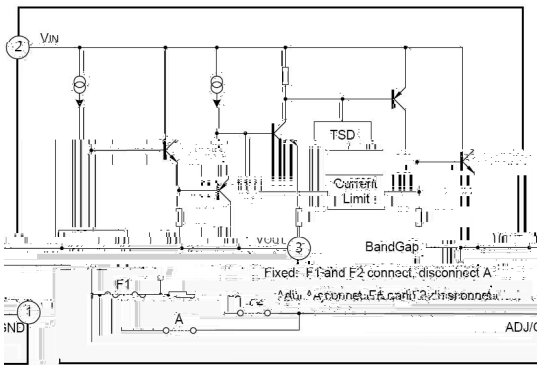 2
VIN
TSD
Current
Limit
VOUT
3
BandGap
Fixed: F1 and F2 connect, disconnect A
F1
1
GND
A
ADJ/G